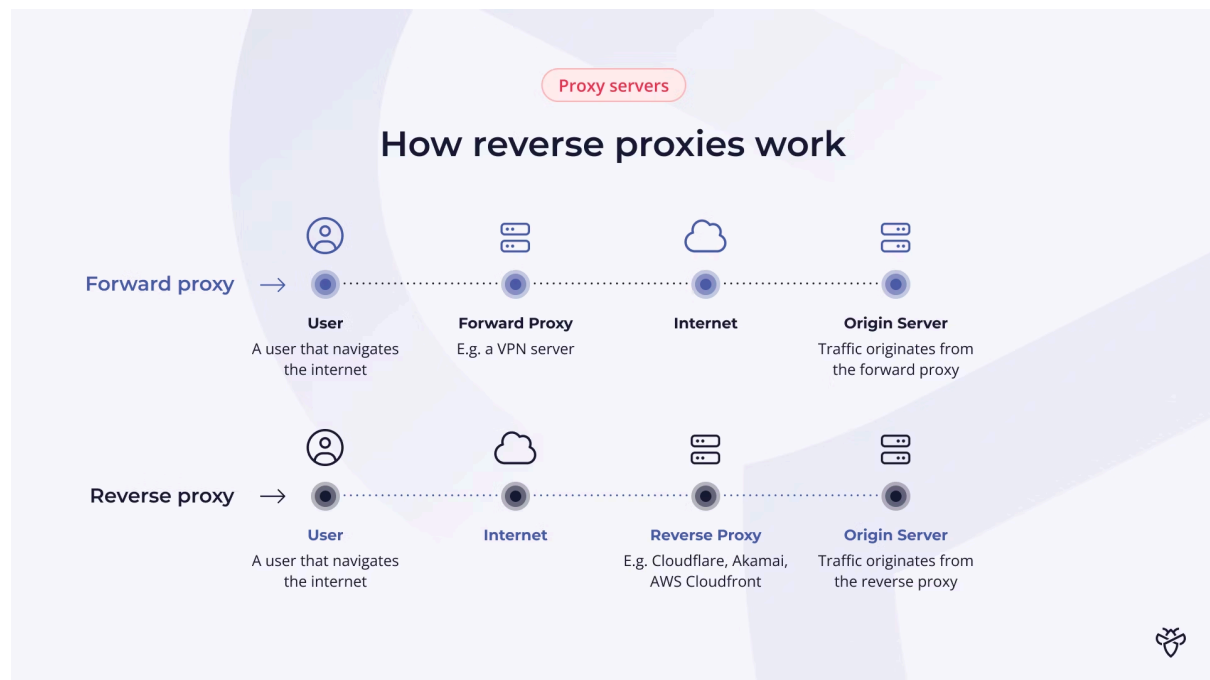 Proxy servers
How reverse proxies work
Forward proxy
User
A user that navigates
the internet
Forward Proxy
E.g. a VPN server
Internet
Origin Server
Traffic originates from
the forward proxy
Reverse proxy
User
A user that navigates
the internet
Internet
Reverse Proxy
E.g. Cloudflare, Akamai,
AWS Cloudfront
Origin Server
Traffic originates from
the reverse proxy